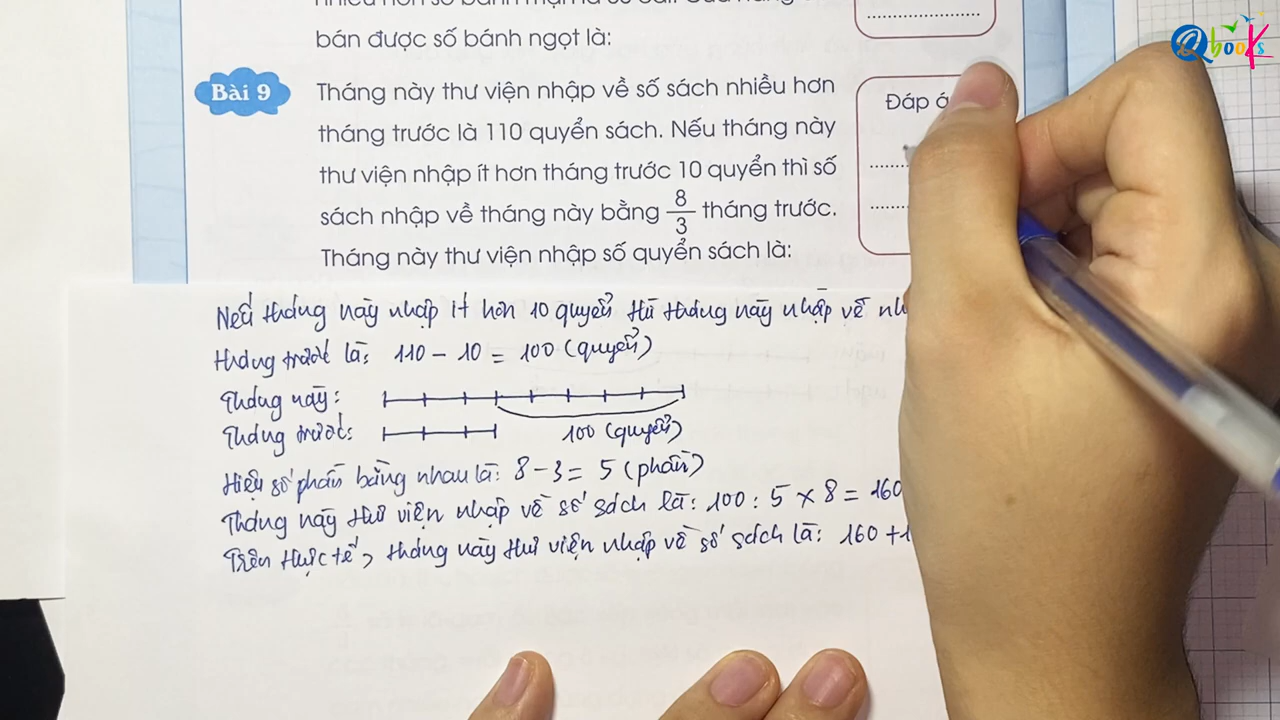 bán được số bánh ngọt là:
Bài 9
Tháng này thư viện nhập về số sách nhiều hơn
tháng trước là 110 quyển sách. Nếu tháng này
thư viện nhập ít hơn tháng trước 10 quyển thì số
sách nhập về tháng này bằng 8/3 tháng trước.
Tháng này thư viện nhập số quyển sách là:
Đáp á
Qbooks
Nếu tháng này nhập ít hơn 10 quyển thì tháng này nhập về nh
tháng trước là: 110 - 10 = 100 (quyển)
Tháng này:
Tháng trước:
100 (quyển)
Hiệu số phần bằng nhau là: 8 - 3 = 5 (phần)
Tháng này thư viện nhập về số sách là: 100 : 5 x 8 = 160
Trên thực tế, tháng này thư viện nhập về số sách là: 160 + 1